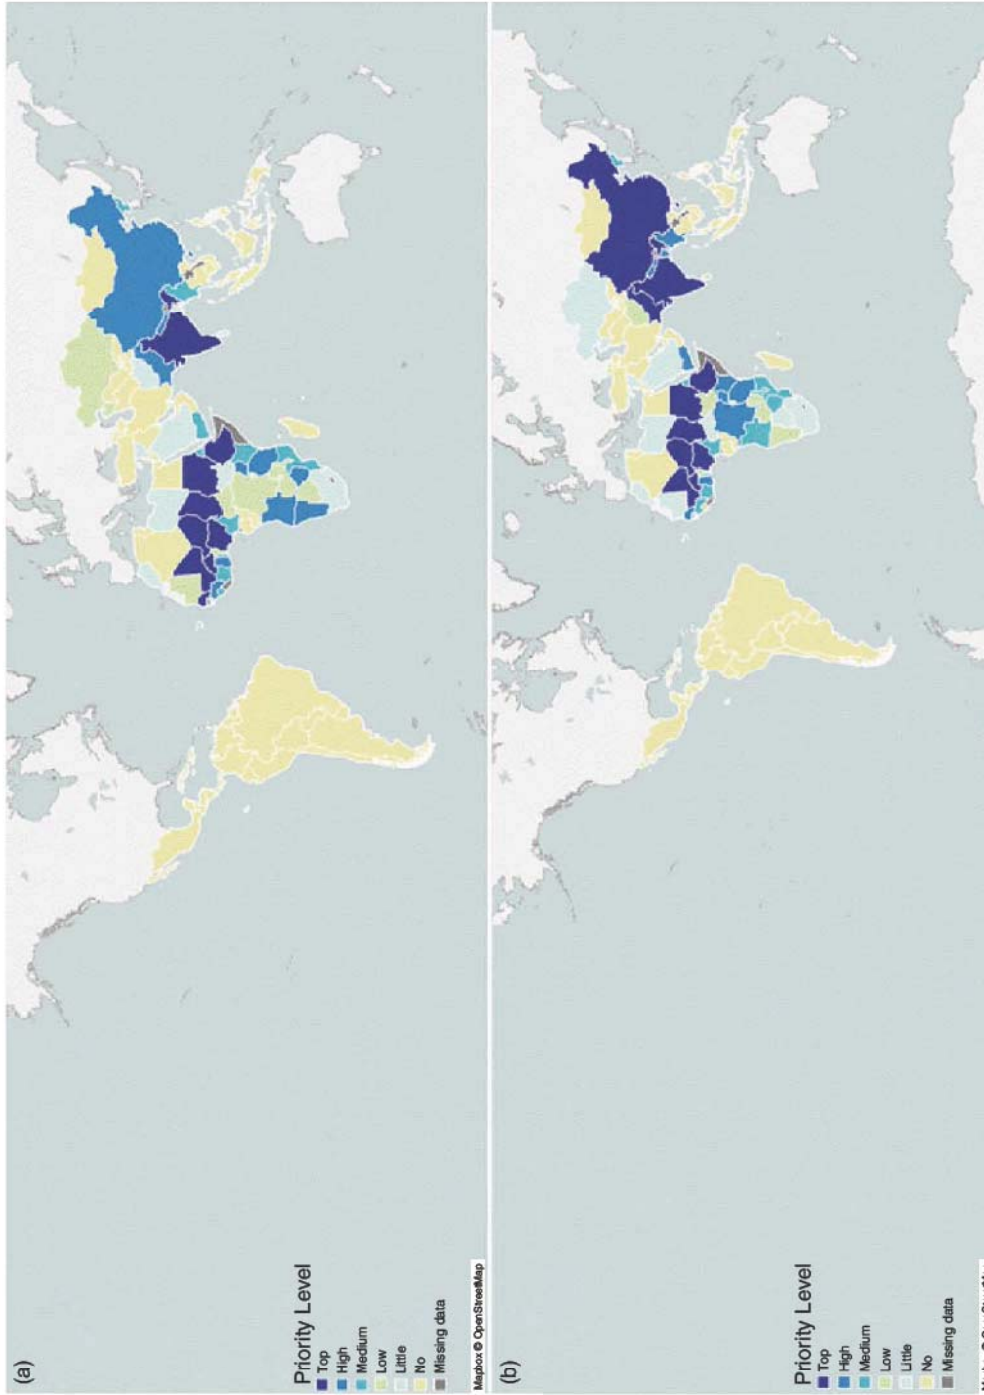 (a)
Priority Level
Top
High
Medium
Low
Little
No
Missing data
Mapbox © OpenStreetMap
(b)
Priority Level
Top
High
Medium
Low
Little
No
Missing data